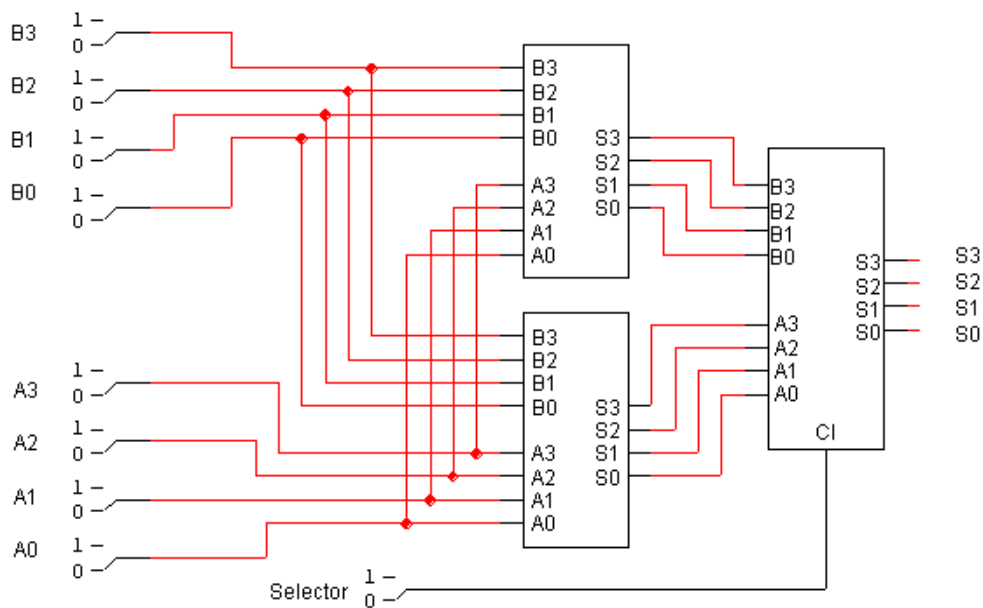 B3 1
0
B2 1
0
B1 1
0
B0 1
0
A3 1
0
A2 1
0
A1 1
0
A0 1
0
Selector 1
0
B3
B2
B1
B0
A3
A2
A1
A0
S3
S2
S1
S0
B3
B2
B1
B0
A3
A2
A1
A0
S3
S2
S1
S0
B3
B2
B1
B0
A3
A2
A1
A0
CI
S3
S2
S1
S0
S3
S2
S1
S0